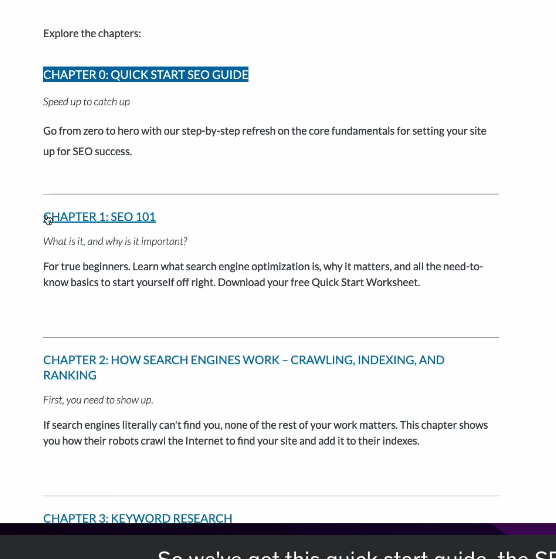 Explore the chapters:
CHAPTER 0: QUICK START SEO GUIDE
Speed up to catch up
Go from zero to hero with our step-by-step refresh on the core fundamentals for setting your site
up for SEO success.
CHAPTER 1: SEO 101
What is it, and why is it important?
For true beginners. Learn what search engine optimization is, why it matters, and all the need-to-
know basics to start yourself off right. Download your free Quick Start Worksheet.
CHAPTER 2: HOW SEARCH ENGINES WORK – CRAWLING, INDEXING, AND
RANKING
First, you need to show up.
If search engines literally can't find you, none of the rest of your work matters. This chapter shows
you how their robots crawl the Internet to find your site and add it to their indexes.
CHAPTER 3: KEYWORD RESEARCH
So we've got this quick start guide, the